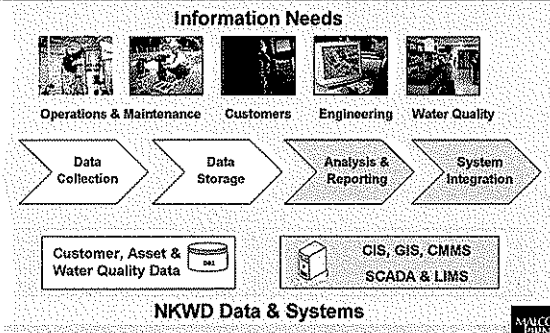 Information Needs
Operations & Maintenance Customers Engineering Water Quality
Data Collection
Data Storage
Analysis & Reporting
System Integration
Customer, Asset &
Water Quality Data
CIS, GIS, CMMS
SCADA & LIMS
NKWD Data & Systems